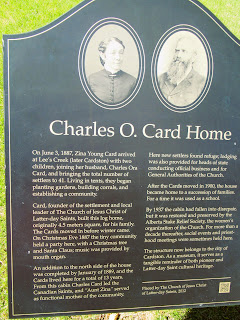 Charles O. Card Home
On June 3, 1887, Zina Young Card arrived
at Lee's Creek (later Cardston) with two
children, joining her husband, Charles Ora
Card, and bringing the total number of
settlers to 41. Living in tents, they began
planting gardens, building corrals, and
establishing a community.
Card, founder of the settlement and local
leader of The Church of Jesus Christ of
Latter-day Saints, built this log home,
originally 4.5 meters square, for the family.
The Cards moved in before winter came.
On Christmas Eve 1887 the tiny community
held a party here, with a Christmas tree
and Santa Claus; music was provided by
mouth organ.
An addition to the north side of the house
was completed by January 1889, and the
Cards lived here for a total of 13 years.
From this cabin Charles Card led the
Canadian Saints, and "Aunt Zina" served
as functional mother of the community.
Here new settlers found refuge; lodging
was also provided for heads of state
conducting official business and for
General Authorities of the Church.
After the Cards moved in 1900, the house
became home to a succession of families.
For a time it was used as a school.
By 1937 the cabin had fallen into disrepair,
but it was restored and preserved by the
Alberta Stake Relief Society, the women's
organization of the Church. For more than a
decade thereafter, social events and priest-
hood meetings were sometimes held here.
The structure now belongs to the city of
Cardston. As a museum, it serves as a
tangible reminder of both pioneer and
Latter-day Saint cultural heritage.
Placed by The Church of Jesus Christ
of Latter-day Saints,